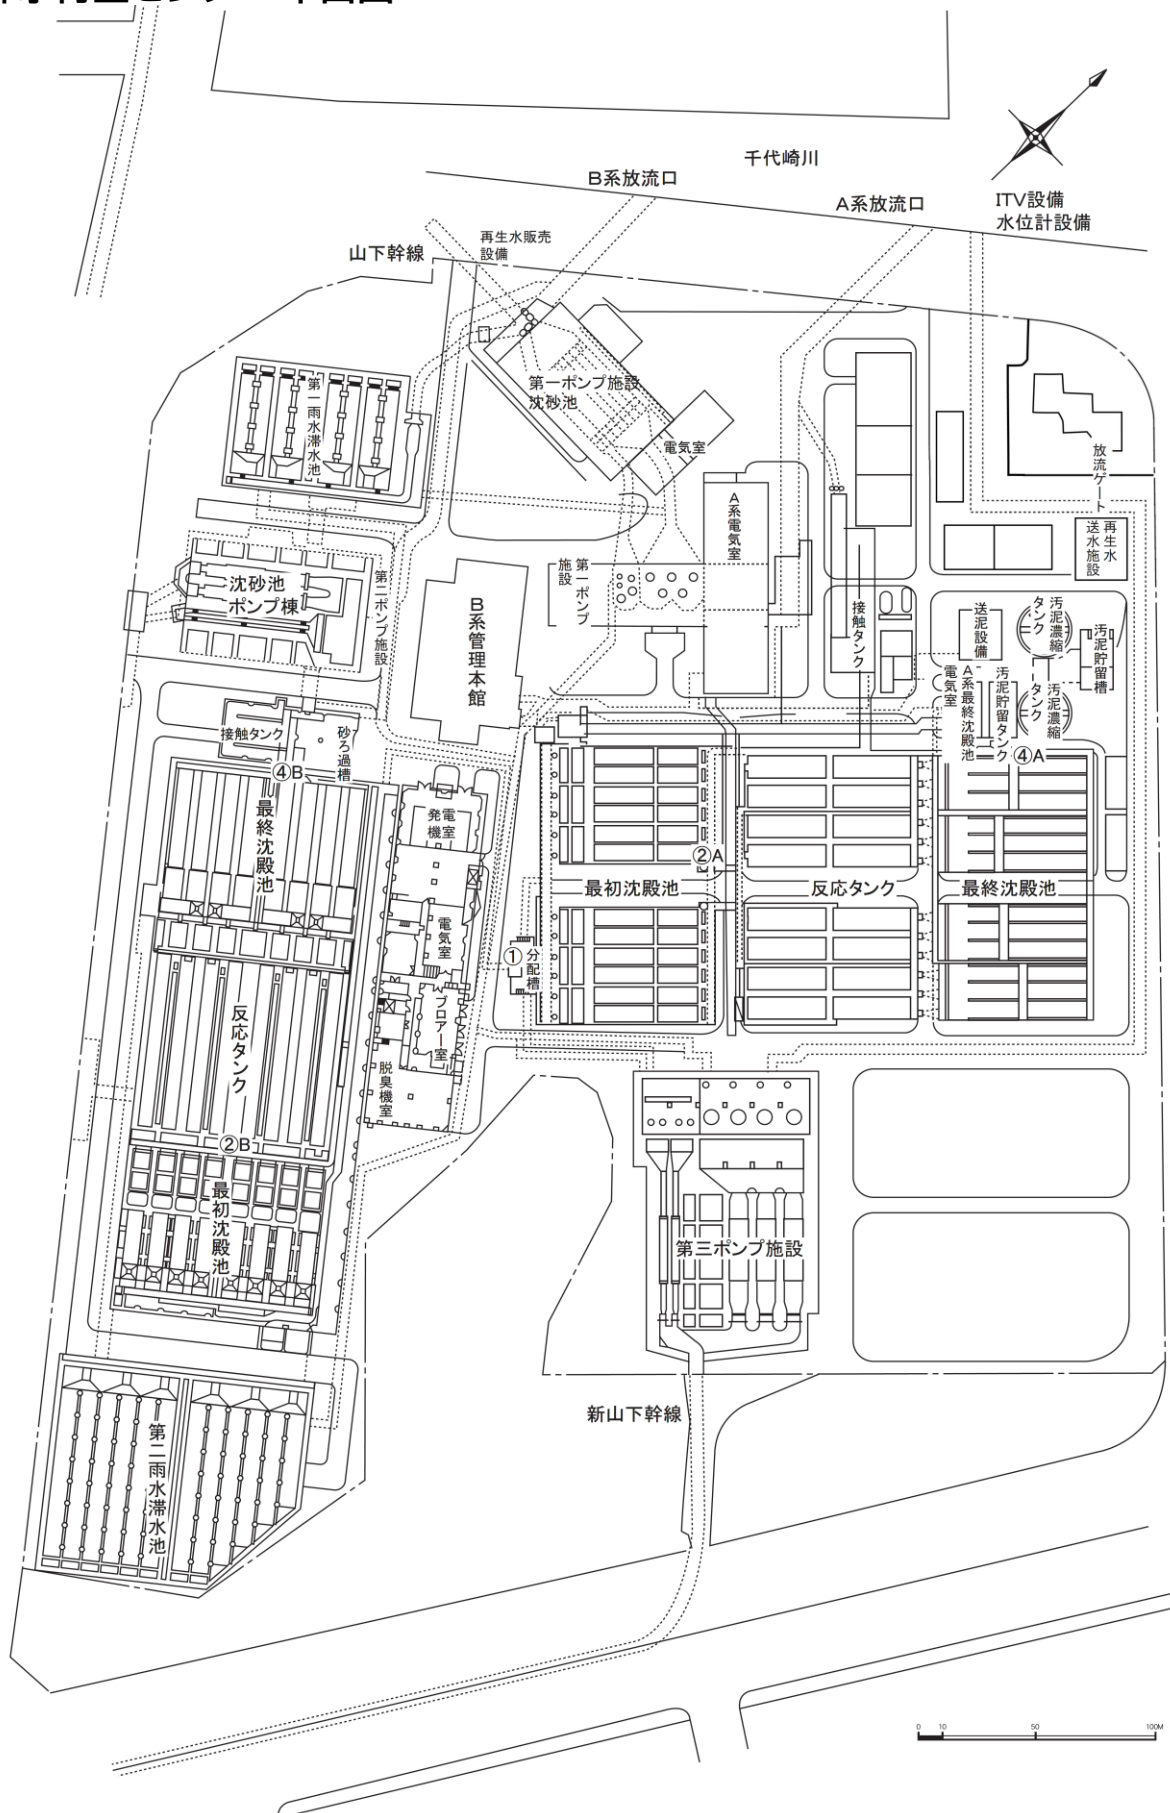 千代崎川
B系放流口
A系放流口
ITV設備
水位計設備
再生水販売
設備
山下幹線
第一ポンプ施設
沈砂池
第一雨水滞水池
電気室
放流ゲート
A系電気室
再生水
送水施設
第一ポンプ
施設
沈砂池
ポンプ棟
第二ポンプ施設
B系管理本館
接触タンク
送泥設備
汚泥濃縮
タンク
汚泥貯留槽
A系最終沈殿池
電気室
汚泥貯留タンク
汚泥濃縮
タンク
接触タンク
砂ろ過槽
④B
④A
最終沈殿池
発電
機室
②A
最初沈殿池
反応タンク
最終沈殿池
電気室
①
分配槽
反応タンク
ブロアー室
脱臭機室
②B
最初沈殿池
第三ポンプ施設
新山下幹線
第二雨水滞水池
0 10 50 100M